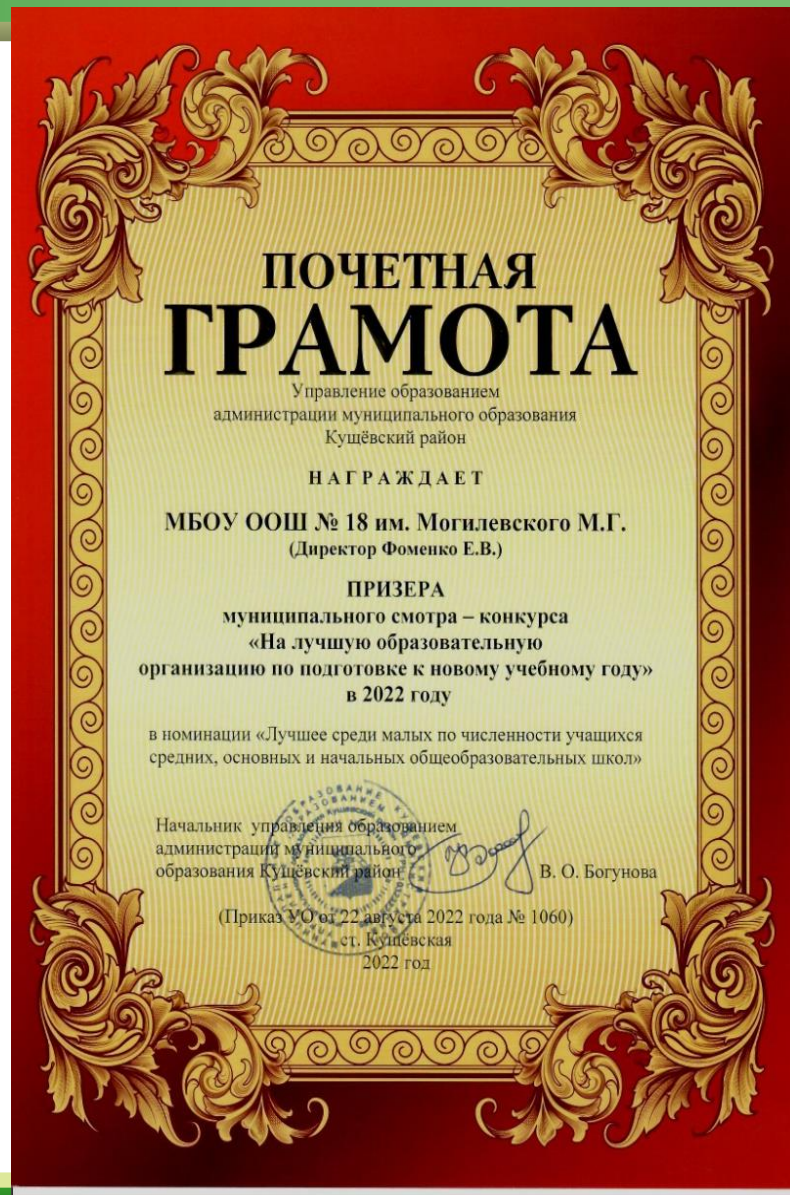 ПОЧЕТНАЯ
ГРАМОТА
Управление образованием
администрации муниципального образования
Кущёвский район
НАГРАЖДАЕТ
МБОУ ООШ № 18 им. Могилевского М.Г.
(Директор Фоменко Е.В.)
ПРИЗЕРА
муниципального смотра – конкурса
«На лучшую образовательную
организацию по подготовке к новому учебному году»
в 2022 году
в номинации «Лучшее среди малых по численности учащихся
средних, основных и начальных общеобразовательных школ»
Начальник управления образованием
администрации муниципального
образования Кущёвский район
В. О. Богунова
(Приказ УО от 22 августа 2022 года № 1060)
ст. Кущёвская
2022 год